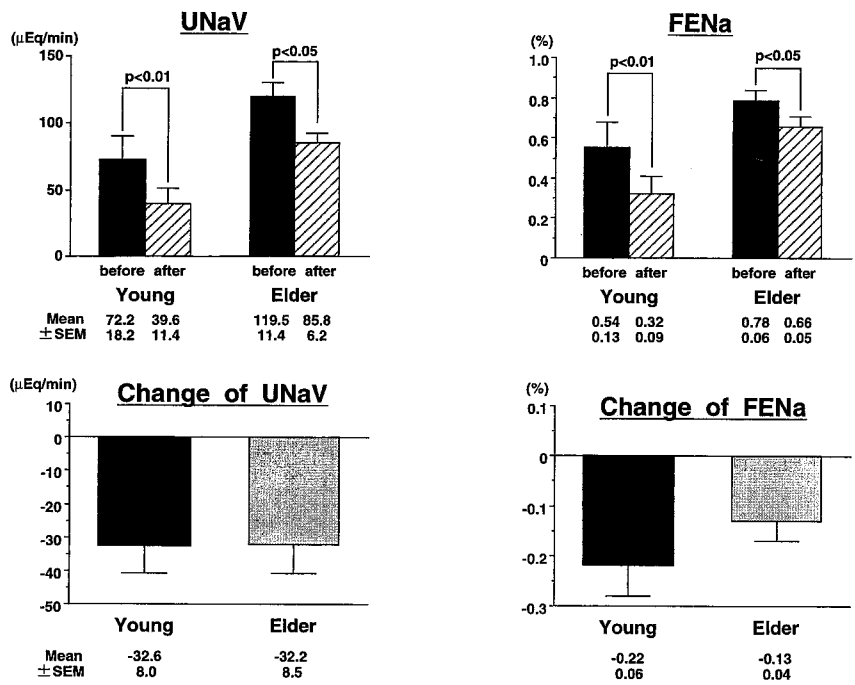 UNaV
(μEq/min)
150
100
50
0
p<0.01
p<0.05
before after before after
Young Elder
Mean 72.2 39.6 119.5 85.8
±SEM 18.2 11.4 11.4 6.2
FENa
(%)
1.0
0.8
0.6
0.4
0.2
0
p<0.01
p<0.05
before after before after
Young Elder
0.54 0.32 0.78 0.66
0.13 0.09 0.06 0.05
(μEq/min)
Change of UNaV
10
0
-10
-20
-30
-40
-50
Young Elder
Mean -32.6 -32.2
±SEM 8.0 8.5
(%)
Change of FENa
0.1
0
-0.1
-0.2
-0.3
Young Elder
-0.22 -0.13
0.06 0.04